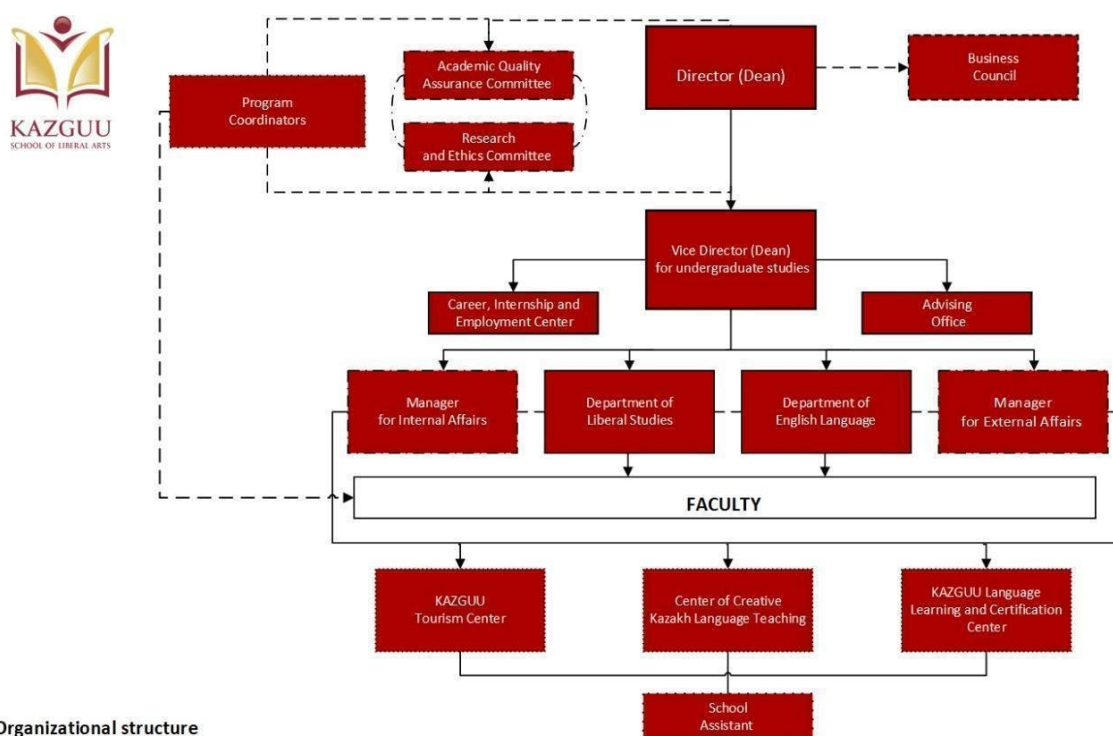 KAZGUU
SCHOOL OF LIBERAL ARTS
Program
Coordinators
Academic Quality
Assurance Committee
Research
and Ethics Committee
Director (Dean)
Business
Council
Vice Director (Dean)
for undergraduate studies
Career, Internship and
Employment Center
Advising
Office
Manager
for Internal Affairs
Department of
Liberal Studies
Department of
English Language
Manager
for External Affairs
FACULTY
KAZGUU
Tourism Center
Center of Creative
Kazakh Language Teaching
KAZGUU Language
Learning and Certification
Center
School
Assistant
Organizational structure